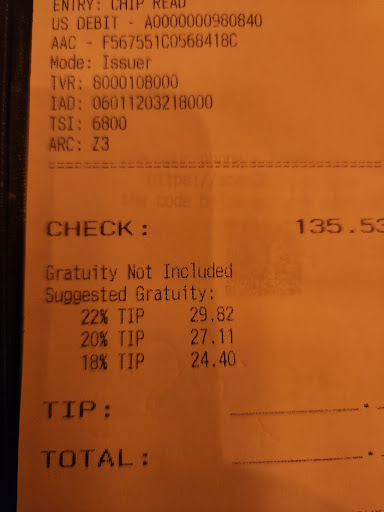 ENTRY: CHIP READ
US DEBIT - A0000000980840
AAC - F567551C0568418C
Mode: Issuer
TVR: 8000108000
IAD: 06011203218000
TSI: 6800
ARC: Z3
CHECK: 135.53
Gratuity Not Included
Suggested Gratuity:
22% TIP 29.82
20% TIP 27.11
18% TIP 24.40
TIP:
TOTAL: